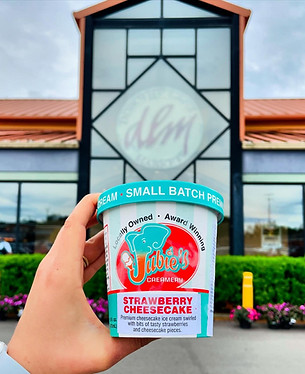 dlm
CREAM - SMALL BATCH PREM
Locally Owned • Award Winning
Jubie's
CREAMERY
STRAWBERRY
CHEESECAKE
Premium cheesecake ice cream swirled
with bits of tasty strawberries
and cheesecake pieces.